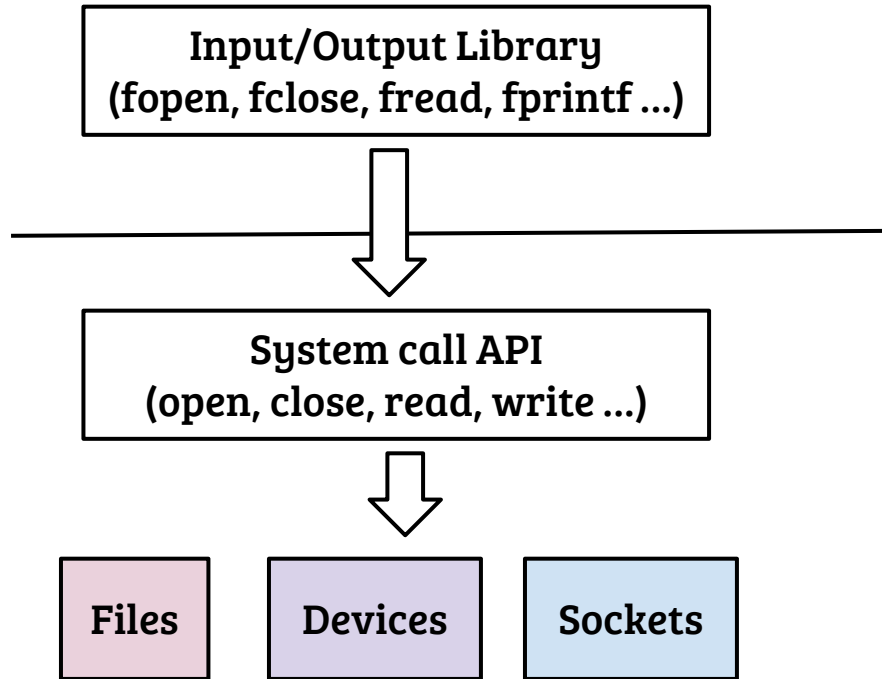 Input/Output Library
(fopen, fclose, fread, fprintf ...)
System call API
(open, close, read, write ...)
Files
Devices
Sockets